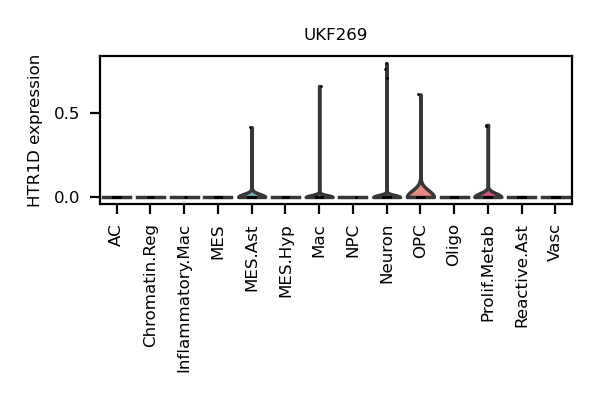 UKF269
HTR1D expression
0.5
0.0
AC
Chromatin.Reg
Inflammatory.Mac
MES
MES.Ast
MES.Hyp
Mac
NPC
Neuron
OPC
Oligo
Prolif.Metab
Reactive.Ast
Vasc